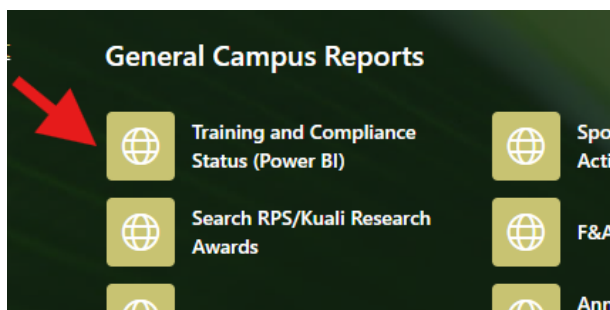 General Campus Reports
Training and Compliance
Status (Power BI)
Search RPS/Kuali Research
Awards
F&A